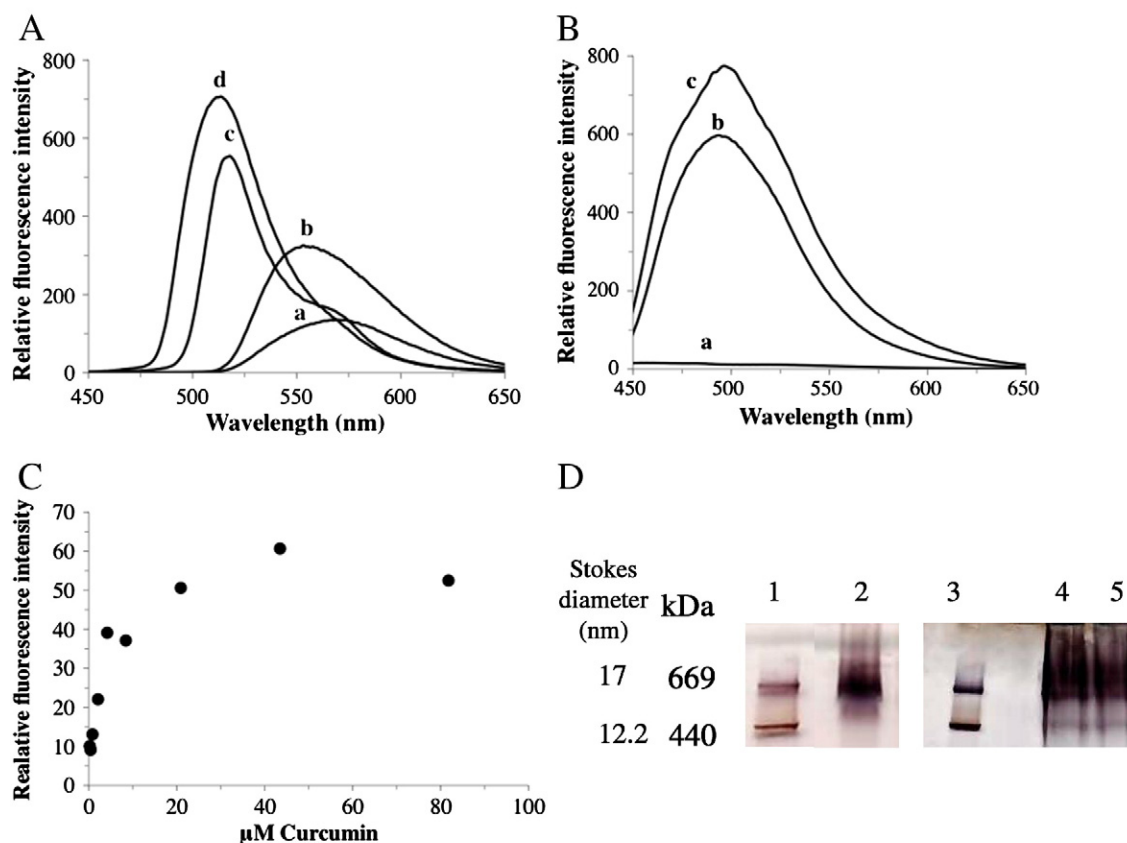 A
Relative fluorescence intensity
800
600
400
200
0
d
c
b
a
450 500 550 600 650
Wavelength (nm)
B
Relative fluorescence intensity
800
600
400
200
0
c
b
a
450 500 550 600 650
Wavelength (nm)
C
Realative fluorescence intensity
70
60
50
40
30
20
10
0
0 20 40 60 80 100
µM Curcumin
D
Stokes
diameter
(nm)
kDa
1 2 3 4 5
17 669
12.2 440